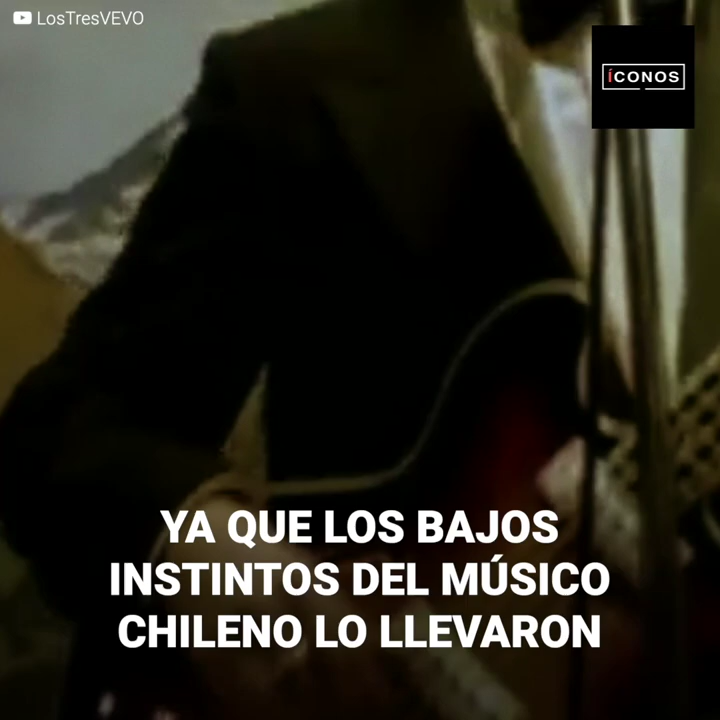 LosTresVEVO
ÍCONOS
YA QUE LOS BAJOS
INSTINTOS DEL MÚSICO
CHILENO LO LLEVARON